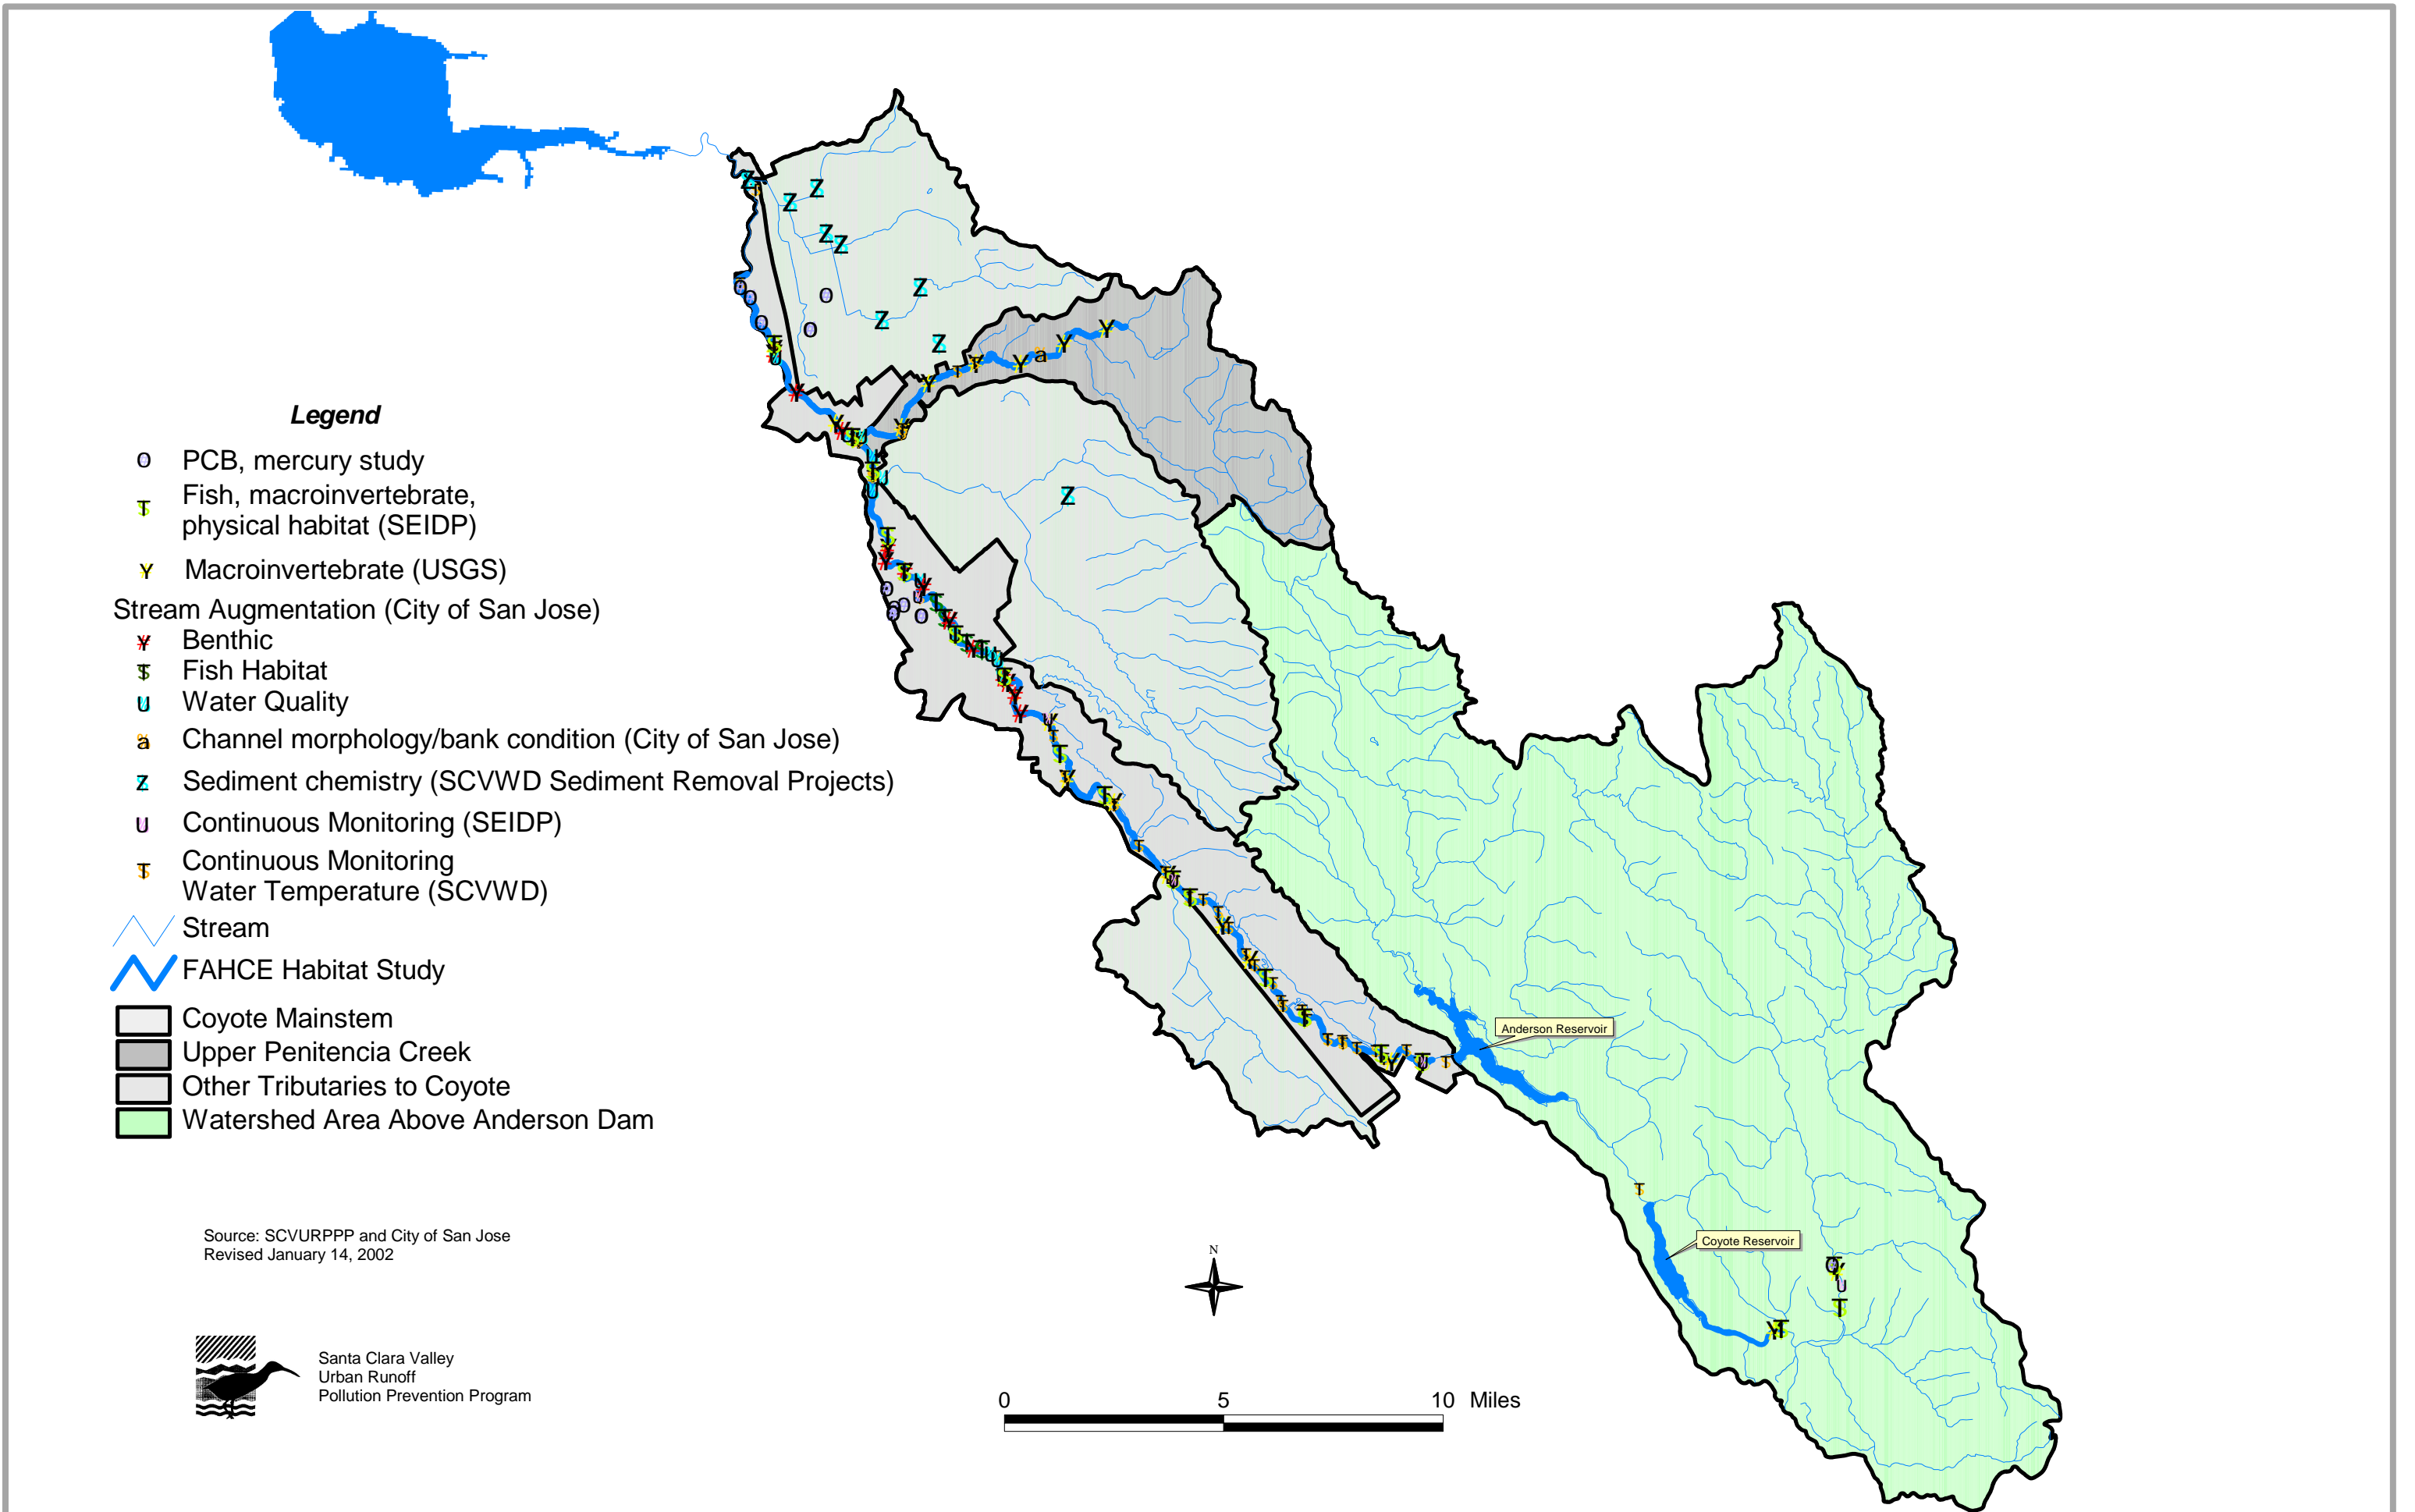 Legend
O PCB, mercury study
T Fish, macroinvertebrate,
physical habitat (SEIDP)
Y Macroinvertebrate (USGS)
Stream Augmentation (City of San Jose)
Y Benthic
T Fish Habitat
U Water Quality
a Channel morphology/bank condition (City of San Jose)
Z Sediment chemistry (SCVWD Sediment Removal Projects)
U Continuous Monitoring (SEIDP)
T Continuous Monitoring
Water Temperature (SCVWD)
Stream
FAHCE Habitat Study
Coyote Mainstem
Upper Penitencia Creek
Other Tributaries to Coyote
Watershed Area Above Anderson Dam
Anderson Reservoir
Coyote Reservoir
Source: SCVURPPP and City of San Jose
Revised January 14, 2002
N
Santa Clara Valley
Urban Runoff
Pollution Prevention Program
0 5 10 Miles